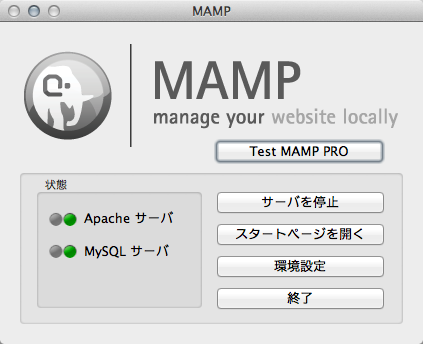 MAMP
MAMP
manage your website locally
Test MAMP PRO
状態
Apache サーバ
MySQL サーバ
サーバを停止
スタートページを開く
環境設定
終了